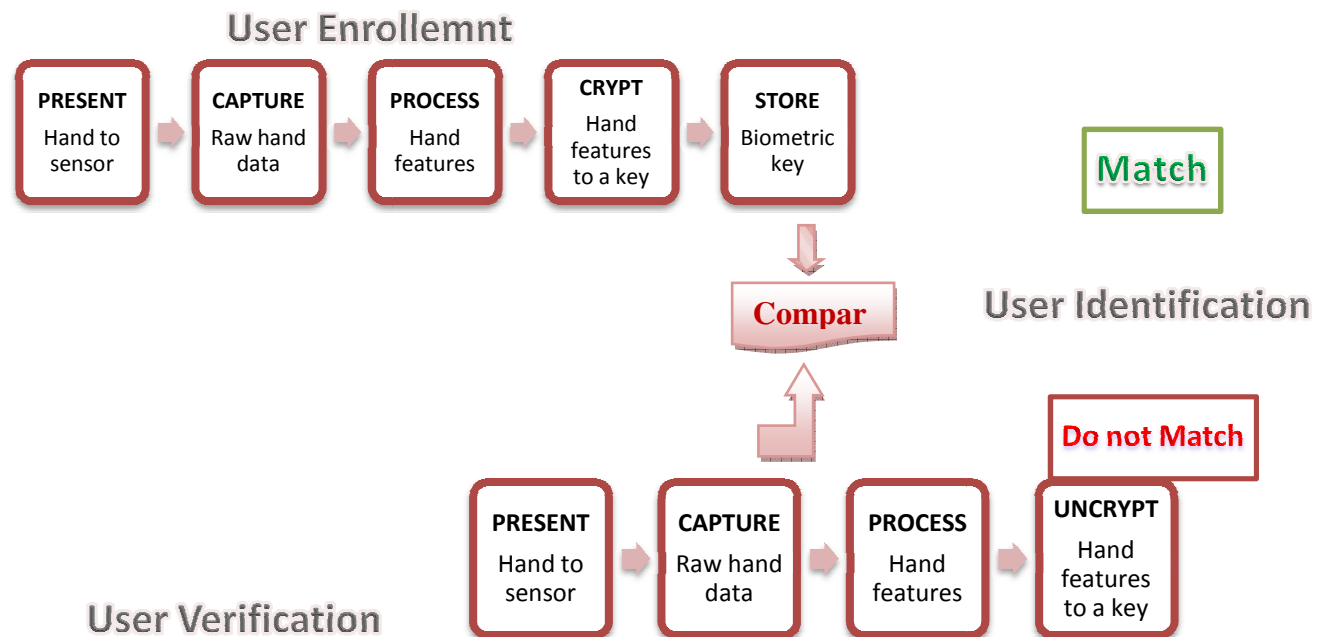 User Enrollemnt
PRESENT
Hand to
sensor
CAPTURE
Raw hand
data
PROCESS
Hand
features
CRYPT
Hand
features
to a key
STORE
Biometric
key
Match
Compar
User Identification
Do not Match
PRESENT
Hand to
sensor
CAPTURE
Raw hand
data
PROCESS
Hand
features
UNCRYPT
Hand
features
to a key
User Verification